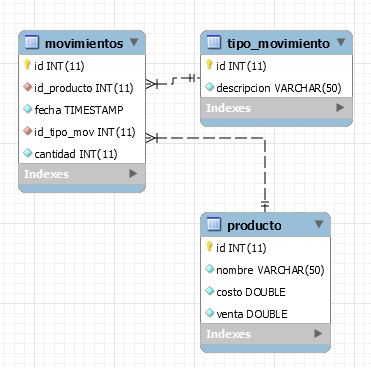 movimientos
id INT(11)
id_producto INT(11)
fecha TIMESTAMP
id_tipo_mov INT(11)
cantidad INT(11)
Indexes
tipo_movimiento
id INT(11)
descripcion VARCHAR(50)
Indexes
producto
id INT(11)
nombre VARCHAR(50)
costo DOUBLE
venta DOUBLE
Indexes